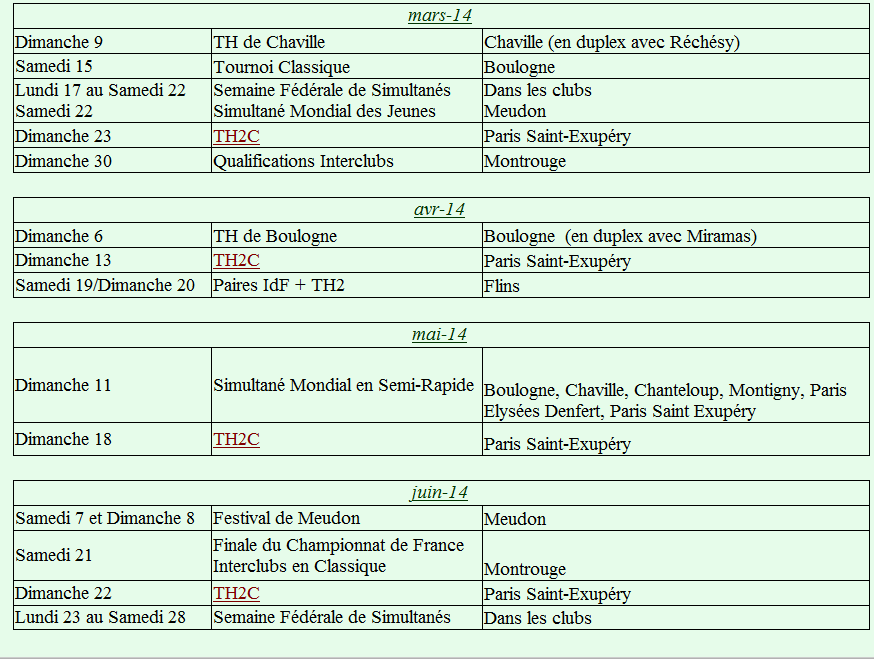 mars-14
Dimanche 9 TH de Chaville Chaville (en duplex avec Réchésy)
Samedi 15 Tournoi Classique Boulogne
Lundi 17 au Samedi 22 Semaine Fédérale de Simultanés Dans les clubs
Samedi 22 Simultané Mondial des Jeunes Meudon
Dimanche 23 TH2C Paris Saint-Exupéry
Dimanche 30 Qualifications Interclubs Montrouge
avr-14
Dimanche 6 TH de Boulogne Boulogne (en duplex avec Miramas)
Dimanche 13 TH2C Paris Saint-Exupéry
Samedi 19/Dimanche 20 Paires IdF + TH2 Flins
mai-14
Dimanche 11 Simultané Mondial en Semi-Rapide Boulogne, Chaville, Chanteloup, Montigny, Paris
Elysées Denfert, Paris Saint Exupéry
Dimanche 18 TH2C Paris Saint-Exupéry
juin-14
Samedi 7 et Dimanche 8 Festival de Meudon Meudon
Samedi 21 Finale du Championnat de France
Interclubs en Classique Montrouge
Dimanche 22 TH2C Paris Saint-Exupéry
Lundi 23 au Samedi 28 Semaine Fédérale de Simultanés Dans les clubs